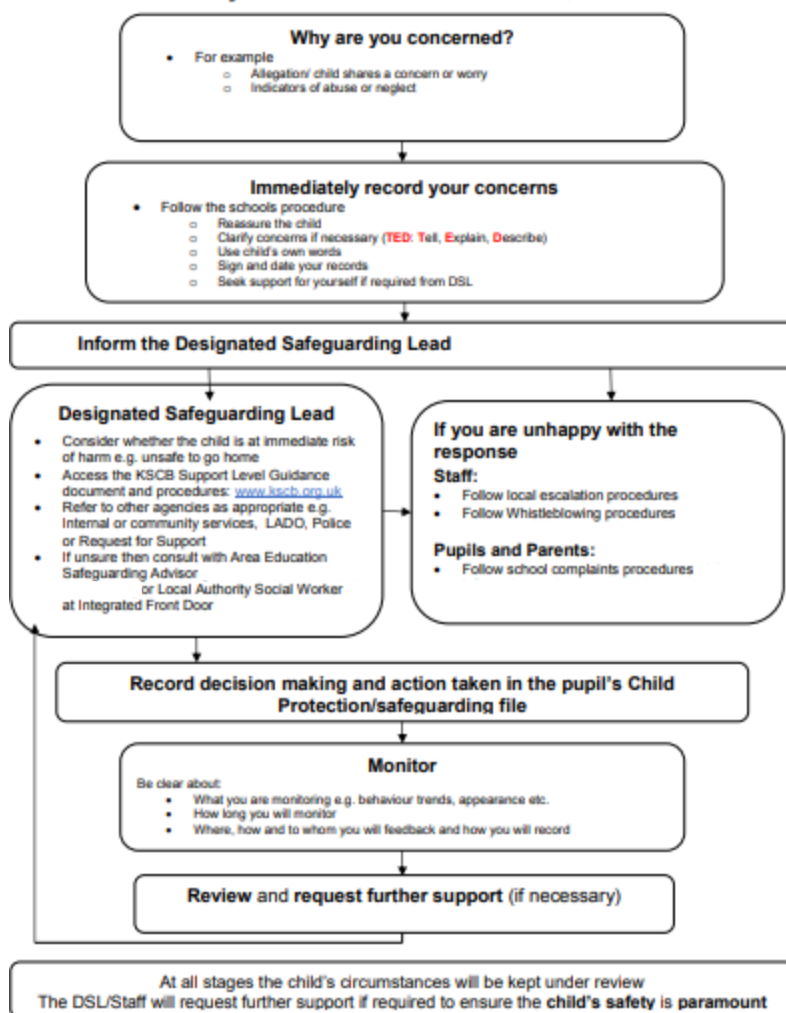 Why are you concerned?
• For example
o Allegation/ child shares a concern or worry
o Indicators of abuse or neglect
Immediately record your concerns
• Follow the schools procedure
o Reassure the child
o Clarify concerns if necessary (TED: Tell, Explain, Describe)
o Use child's own words
o Sign and date your records
o Seek support for yourself if required from DSL
Inform the Designated Safeguarding Lead
Designated Safeguarding Lead
• Consider whether the child is at immediate risk
of harm e.g. unsafe to go home
• Access the KSCB Support Level Guidance
document and procedures: www.kscb.org.uk
• Refer to other agencies as appropriate e.g.
Internal or community services, LADO, Police
or Request for Support
• If unsure then consult with Area Education
Safeguarding Advisor
or Local Authority Social Worker
at Integrated Front Door
If you are unhappy with the
response
Staff:
• Follow local escalation procedures
• Follow Whistleblowing procedures
Pupils and Parents:
• Follow school complaints procedures
Record decision making and action taken in the pupil's Child
Protection/safeguarding file
Monitor
Be clear about:
• What you are monitoring e.g. behaviour trends, appearance etc.
• How long you will monitor
• Where, how and to whom you will feedback and how you will record
Review and request further support (if necessary)
At all stages the child's circumstances will be kept under review
The DSL/Staff will request further support if required to ensure the child's safety is paramount